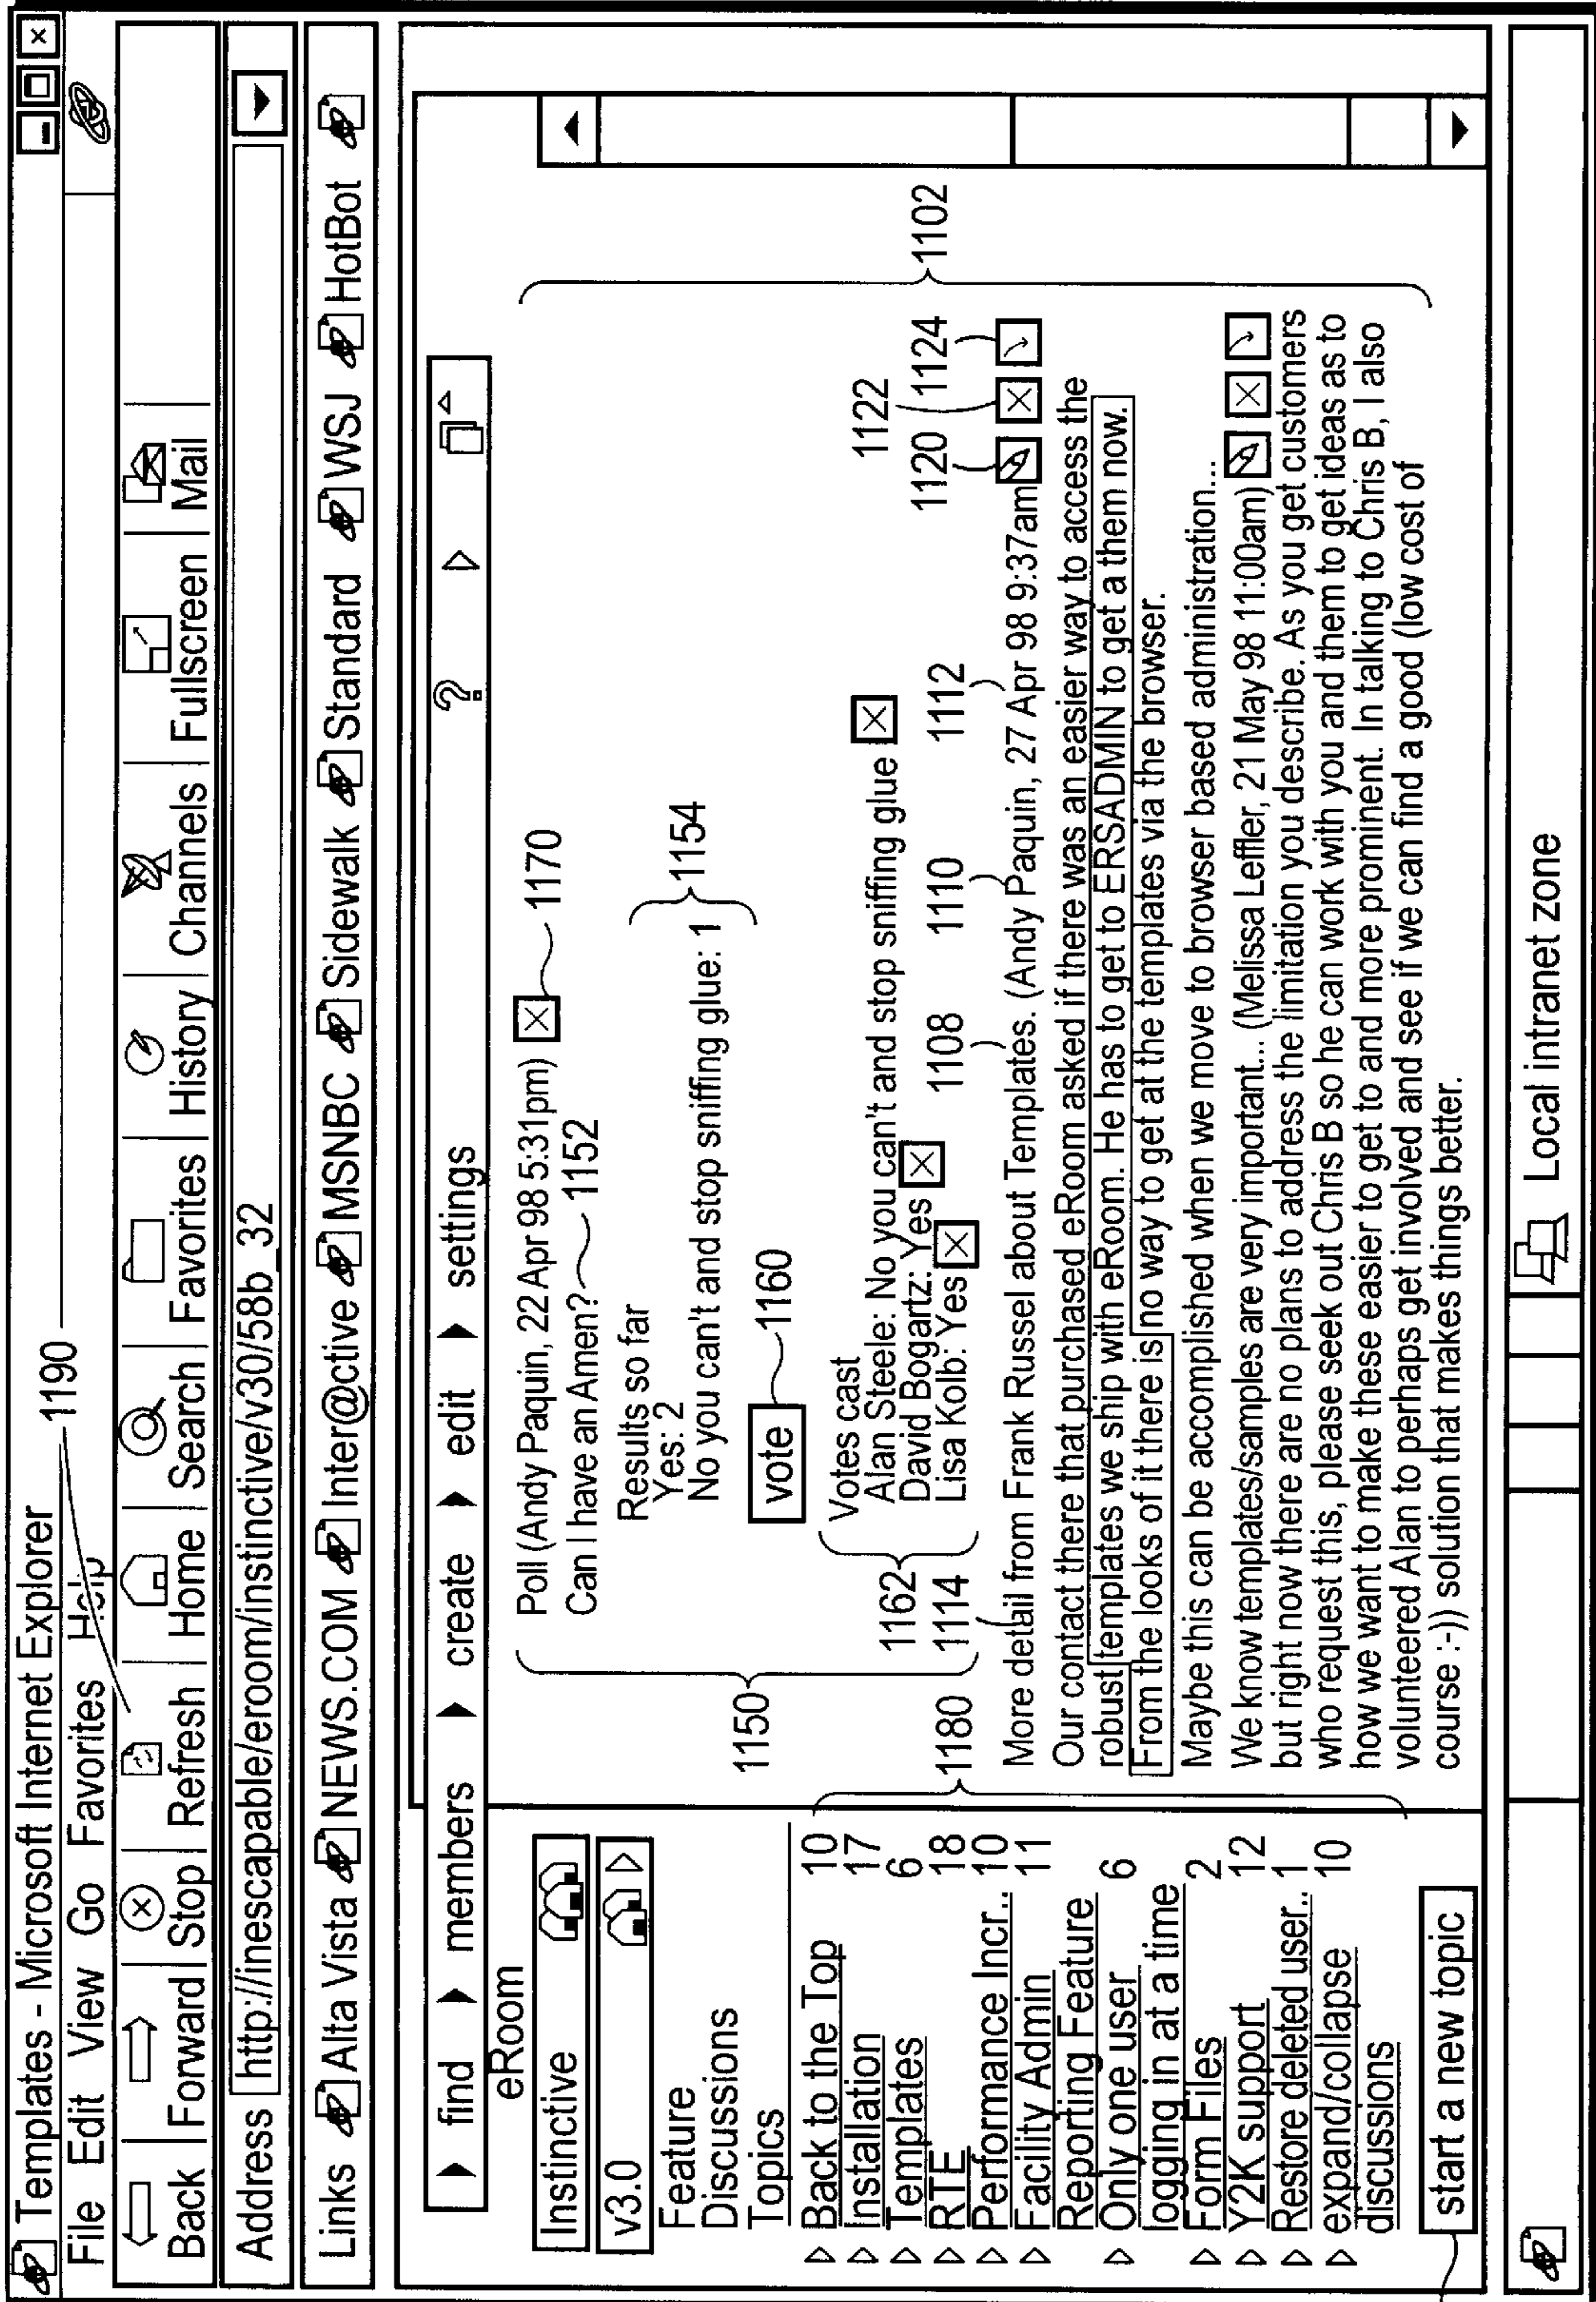 Templates - Microsoft Internet Explorer
1190
File Edit View Go Favorites Help
Back Forward Stop Refresh Home Search Favorites History Channels Fullscreen Mail
Address http://inescapable/eroom/instinctive/v30/58b_32
Links Alta Vista NEWS.COM Inter@ctive MSNBC Sidewalk Standard WSJ HotBot
find members create edit settings ?
eRoom
Instinctive
v3.0
Feature
Discussions
Topics
Back to the Top 10
Installation 17
Templates 6
RTE 18
Performance Incr.. 10
Facility Admin 11
Reporting Feature
Only one user 6
logging in at a time
Form Files 2
Y2K support 12
Restore deleted user.. 1
expand/collapse 10
discussions
start a new topic
1180
1150
Poll (Andy Paquin, 22 Apr 98 5:31pm) 1170
Can I have an Amen? 1152
Results so far
Yes: 2
No you can't and stop sniffing glue: 1
1154
vote 1160
Votes cast
Alan Steele: No you can't and stop sniffing glue
David Bogartz: Yes
Lisa Kolb: Yes
1162
1114 1108 1110 1112 1120 1122 1124
1102
More detail from Frank Russel about Templates. (Andy Paquin, 27 Apr 98 9:37am
Our contact there that purchased eRoom asked if there was an easier way to access the
robust templates we ship with eRoom. He has to get to ERSADMIN to get a them now.
From the looks of it there is no way to get at the templates via the browser.
Maybe this can be accomplished when we move to browser based administration...
We know templates/samples are very important... (Melissa Leffler, 21 May 98 11:00am)
but right now there are no plans to address the limitation you describe. As you get customers
who request this, please seek out Chris B so he can work with you and them to get ideas as to
how we want to make these easier to get to and more prominent. In talking to Chris B, I also
volunteered Alan to perhaps get involved and see if we can find a good (low cost of
course :-)) solution that makes things better.
Local intranet zone